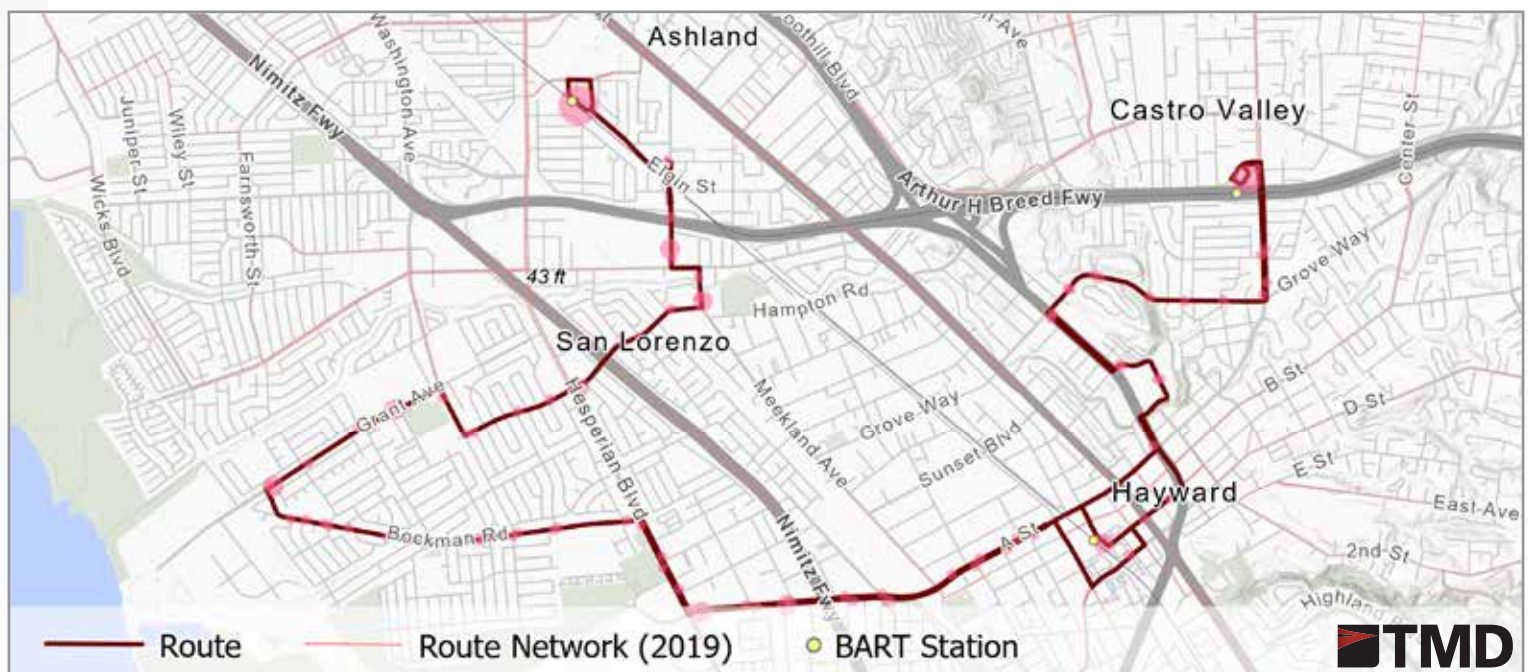 Ashland
Foothill Blvd
Washington Ave
Nimitz Fwy
Castro Valley
Center St
Juniper St
Wiley St
Farnsworth St
Wicks Blvd
Elgin St
Arthur H Breed Fwy
Grove Way
43 ft
Hampton Rd
San Lorenzo
Grant Ave
Hesperian Blvd
Meekland Ave
Grove Way
Sunset Blvd
B St
D St
E St
Hayward
East Ave
Bockman Rd
Nimitz Fwy
A St
2nd St
Highland
Route
Route Network (2019)
BART Station
TMD